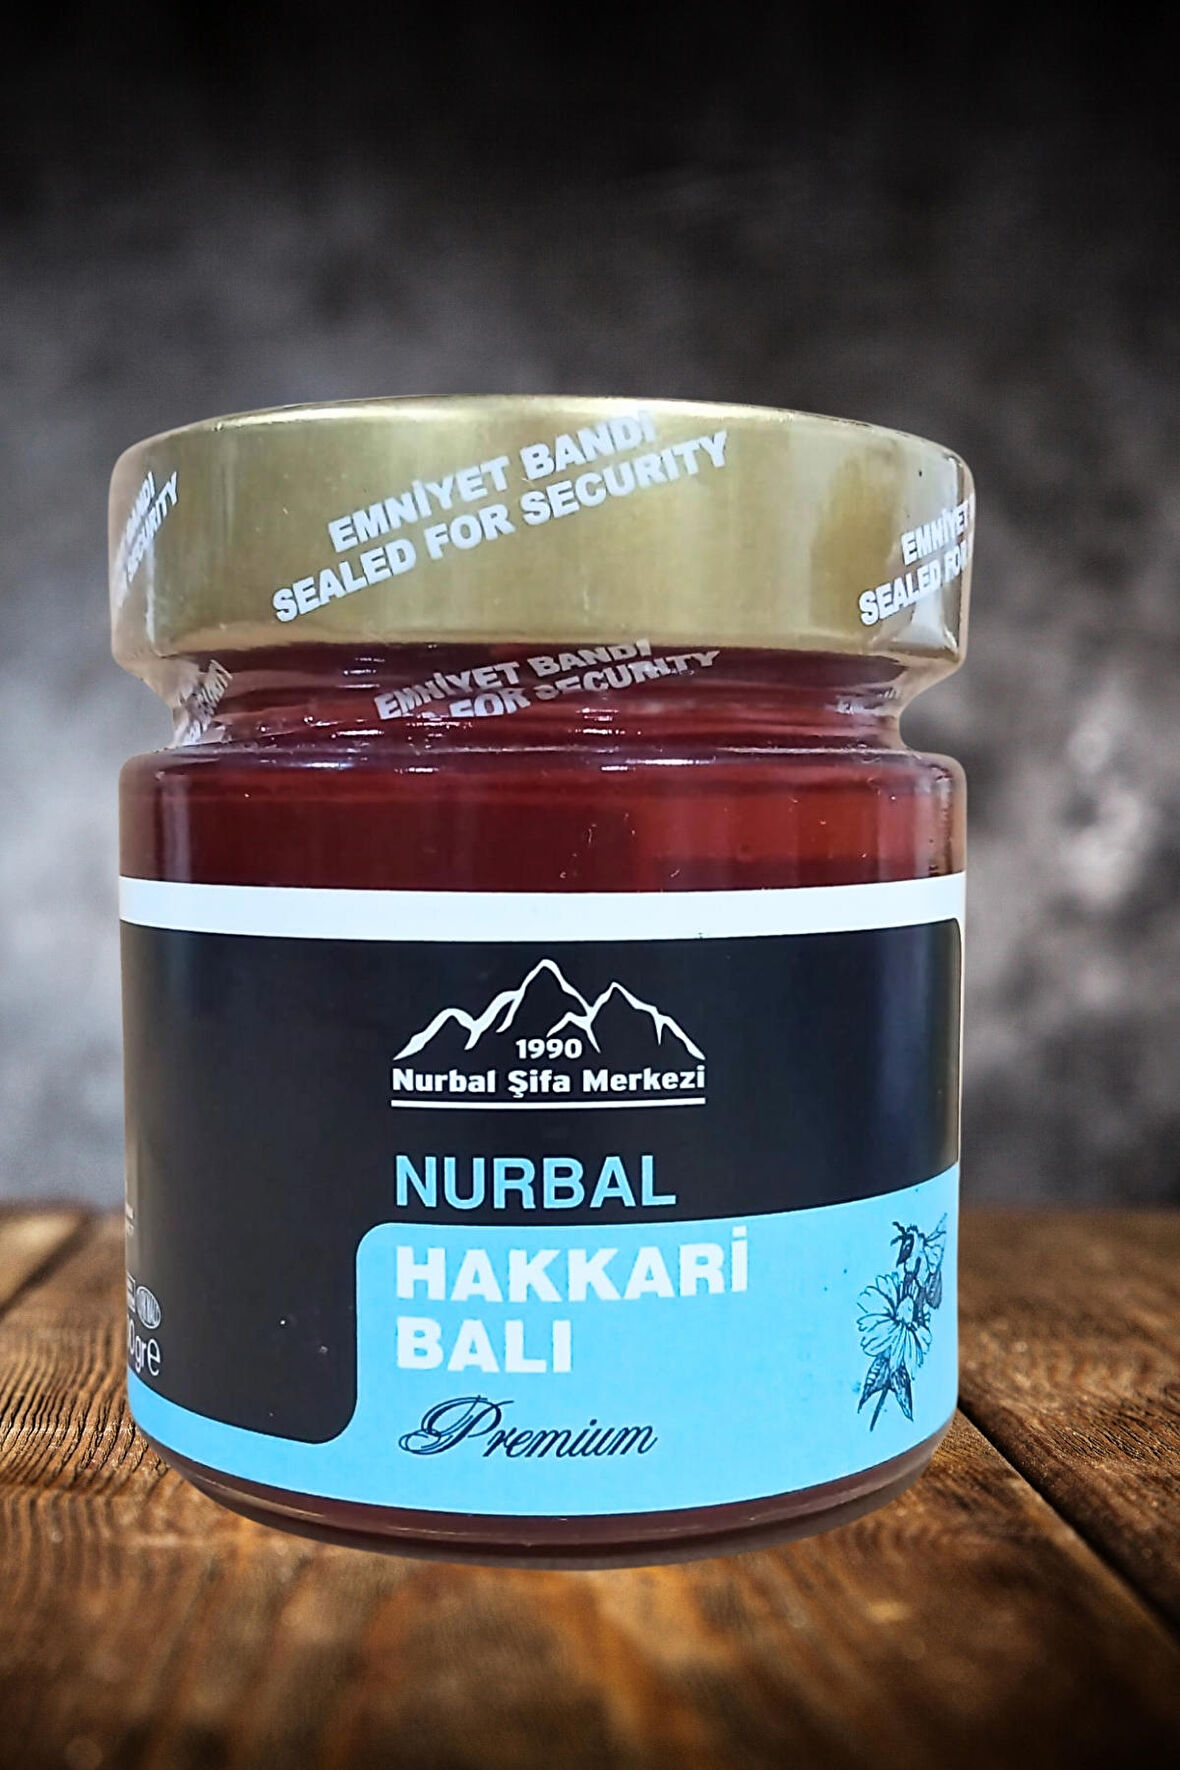 EMNİYET BANDI
SEALED FOR SECURITY
EMNİYET
SEALED FOR
EMNİYET BANDI
FOR SECURITY
1990
Nurbal Şifa Merkezi
NURBAL
HAKKARİ
BALI
Premium